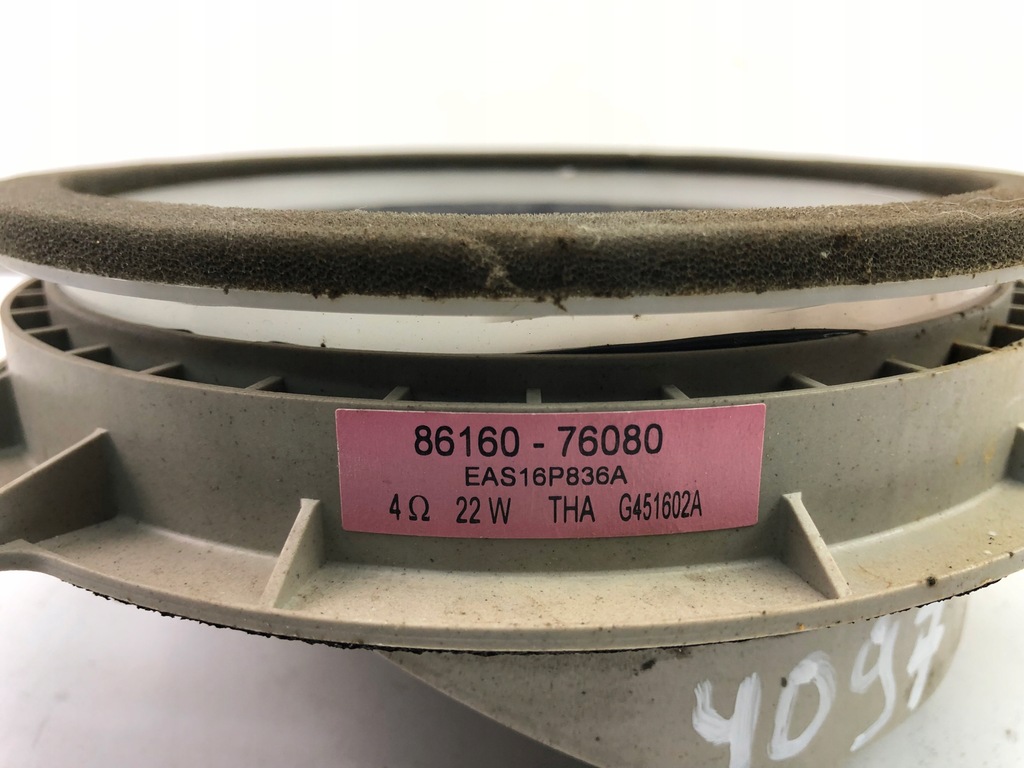 86160 - 76080
EAS16P836A
4Ω 22W THA G451602A
4097